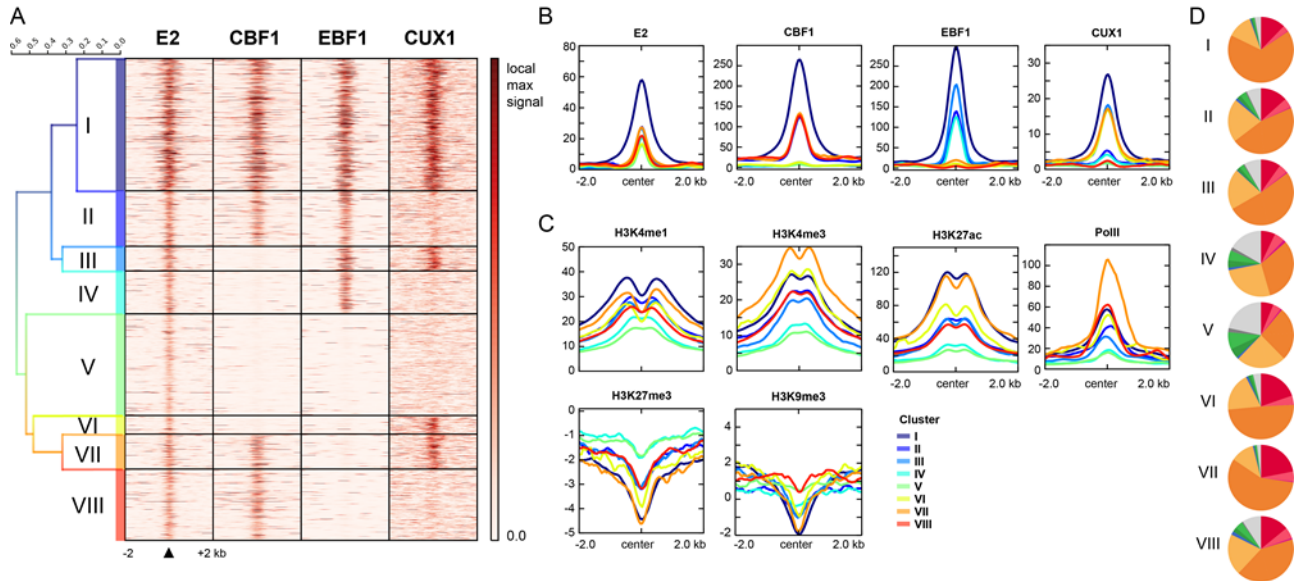 A
B
D
0.6 0.5 0.4 0.3 0.2 0.1 0.0
E2 CBF1 EBF1 CUX1
local
max
signal
0.0
I
II
III
IV
V
VI
VII
VIII
-2 +2 kb
E2 CBF1 EBF1 CUX1
80
60
40
20
0
250
200
150
100
50
0
250
200
150
100
50
0
30
20
10
0
-2.0 center 2.0 kb -2.0 center 2.0 kb -2.0 center 2.0 kb -2.0 center 2.0 kb
C
H3K4me1 H3K4me3 H3K27ac PolII
50
40
30
20
10
0
30
20
10
0
120
80
40
0
100
80
60
40
20
0
-2.0 center 2.0 kb -2.0 center 2.0 kb -2.0 center 2.0 kb -2.0 center 2.0 kb
H3K27me3 H3K9me3
0
-1
-2
-3
-4
-5
4
2
0
-2
-2.0 center 2.0 kb -2.0 center 2.0 kb
Cluster
I
II
III
IV
V
VI
VII
VIII
I
II
III
IV
V
VI
VII
VIII